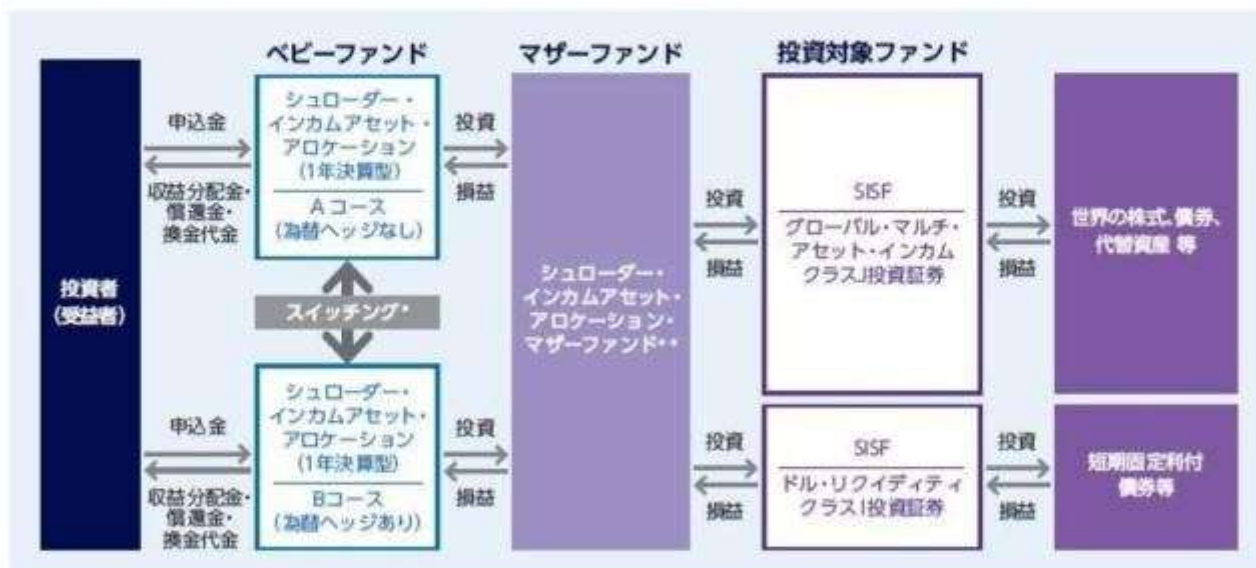 ベビーファンド
マザーファンド
投資対象ファンド
投資者
(受益者)
申込金
収益分配金・
償還金・
換金代金
シュローダー・
インカムアセット・
アロケーション
(1年決算型)
Aコース
(為替ヘッジなし)
投資
損益
スイッチング*
申込金
収益分配金・
償還金・
換金代金
シュローダー・
インカムアセット・
アロケーション
(1年決算型)
Bコース
(為替ヘッジあり)
投資
損益
シュローダー・
インカムアセット・
アロケーション・
マザーファンド**
投資
損益
SISF
グローバル・マルチ・
アセット・インカム
クラスJ投資証券
投資
損益
世界の株式、債券、
代替資産 等
投資
損益
SISF
ドル・リクイディティ
クラスI投資証券
投資
損益
短期固定利付
債券等